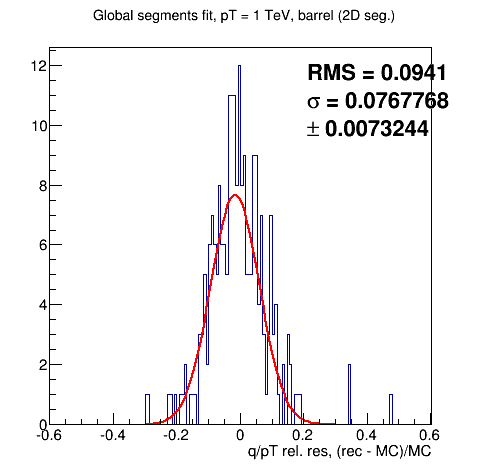 Global segments fit, pT = 1 TeV, barrel (2D seg.)
RMS = 0.0941
σ = 0.0767768
± 0.0073244
12
10
8
6
4
2
0
-0.6 -0.4 -0.2 0 0.2 0.4 0.6
q/pT rel. res, (rec - MC)/MC